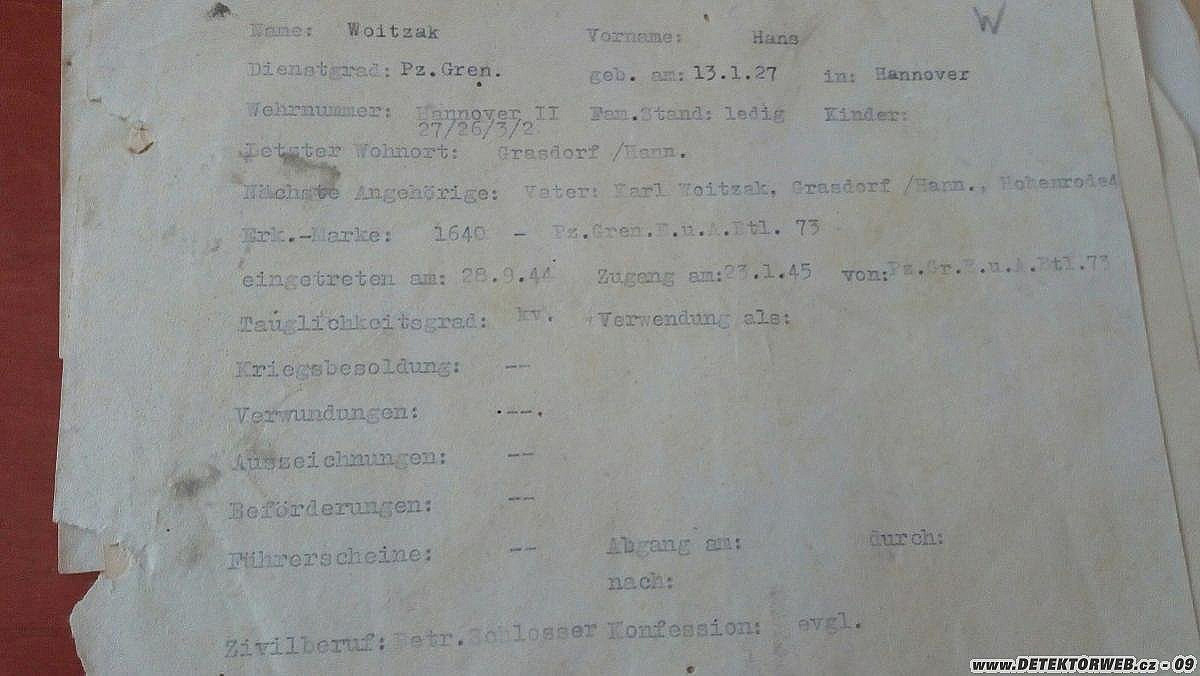 W
Name: Woitzak Vorname: Hans
Dienstgrad: Pz.Gren. geb. am: 13.1.27 in: Hannover
Wehrnummer: Hannover II Fam.Stand: ledig Kinder:
27/26/3/2
Letzter Wohnort: Grasdorf /Hann.
Nächste Angehörige: Vater: Karl Woitzak, Grasdorf /Hann., Hohenrode4
Erk.-Marke: 1640 - Pz.Gren.E.u.A.Btl. 73
eingetreten am: 28.9.44 Zugang am:23.1.45 von:Pz.Gr.E.u.A.Btl.73
Tauglichkeitsgrad: kv. Verwendung als:
Kriegsbesoldung: --
Verwundungen: --.
Auszeichnungen: --
Beförderungen: --
Führerscheine: -- Abgang am: durch:
nach:
Zivilberuf: Betr.Schlosser Konfession: evgl.
www.DETEKTORWEB.cz - 09